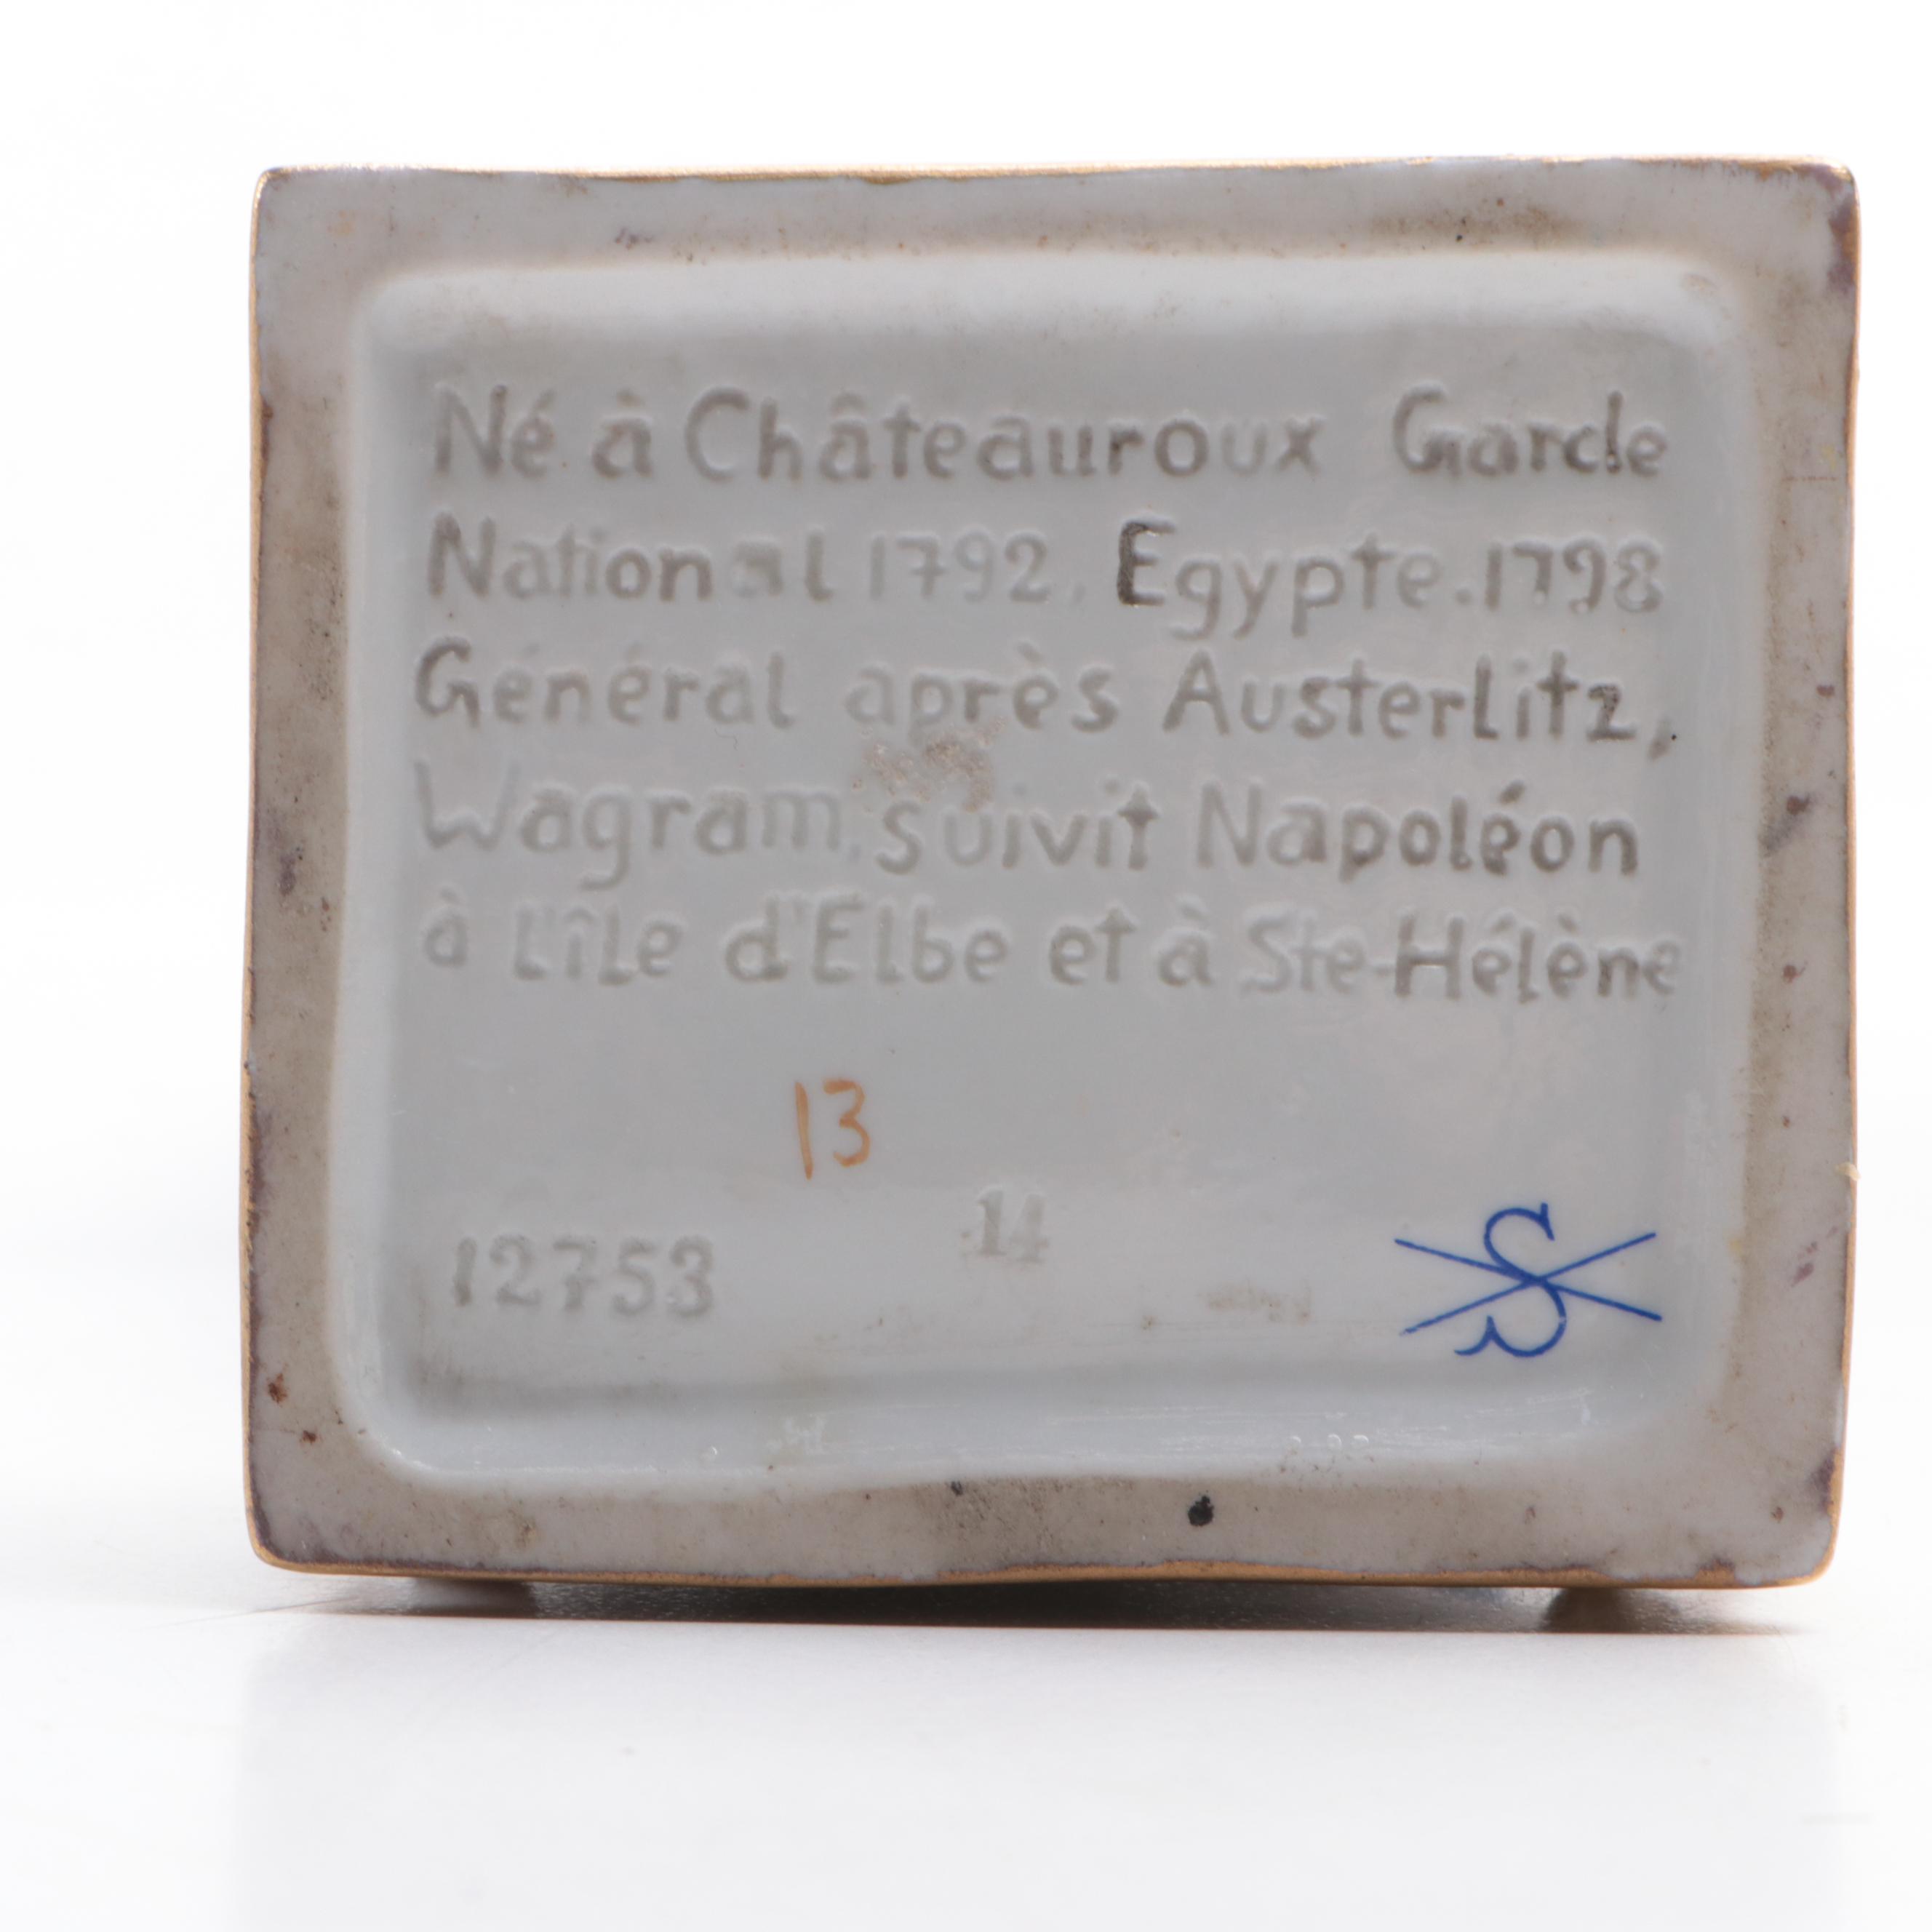 Né à Châteauroux Garde
National 1792. Egypte.1798
Général après Austerlitz,
Wagram, suivit Napoléon
à l'île d'Elbe et à Ste-Hélène
13
14
12753
S